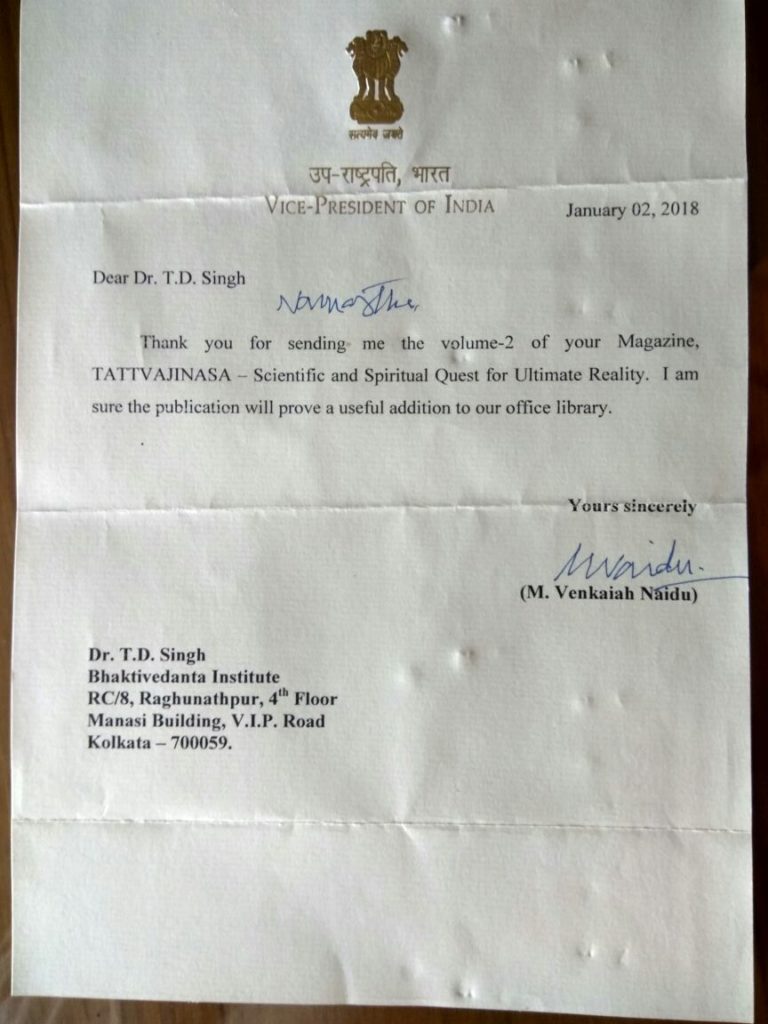 सत्यमेव जयते
उप-राष्ट्रपति, भारत
VICE-PRESIDENT OF INDIA
January 02, 2018
Dear Dr. T.D. Singh
Namasthe,
Thank you for sending me the volume-2 of your Magazine,
TATTVAJINASA – Scientific and Spiritual Quest for Ultimate Reality. I am
sure the publication will prove a useful addition to our office library.
Yours sincerely
MVNaidu.
(M. Venkaiah Naidu)
Dr. T.D. Singh
Bhaktivedanta Institute
RC/8, Raghunathpur, 4th Floor
Manasi Building, V.I.P. Road
Kolkata – 700059.